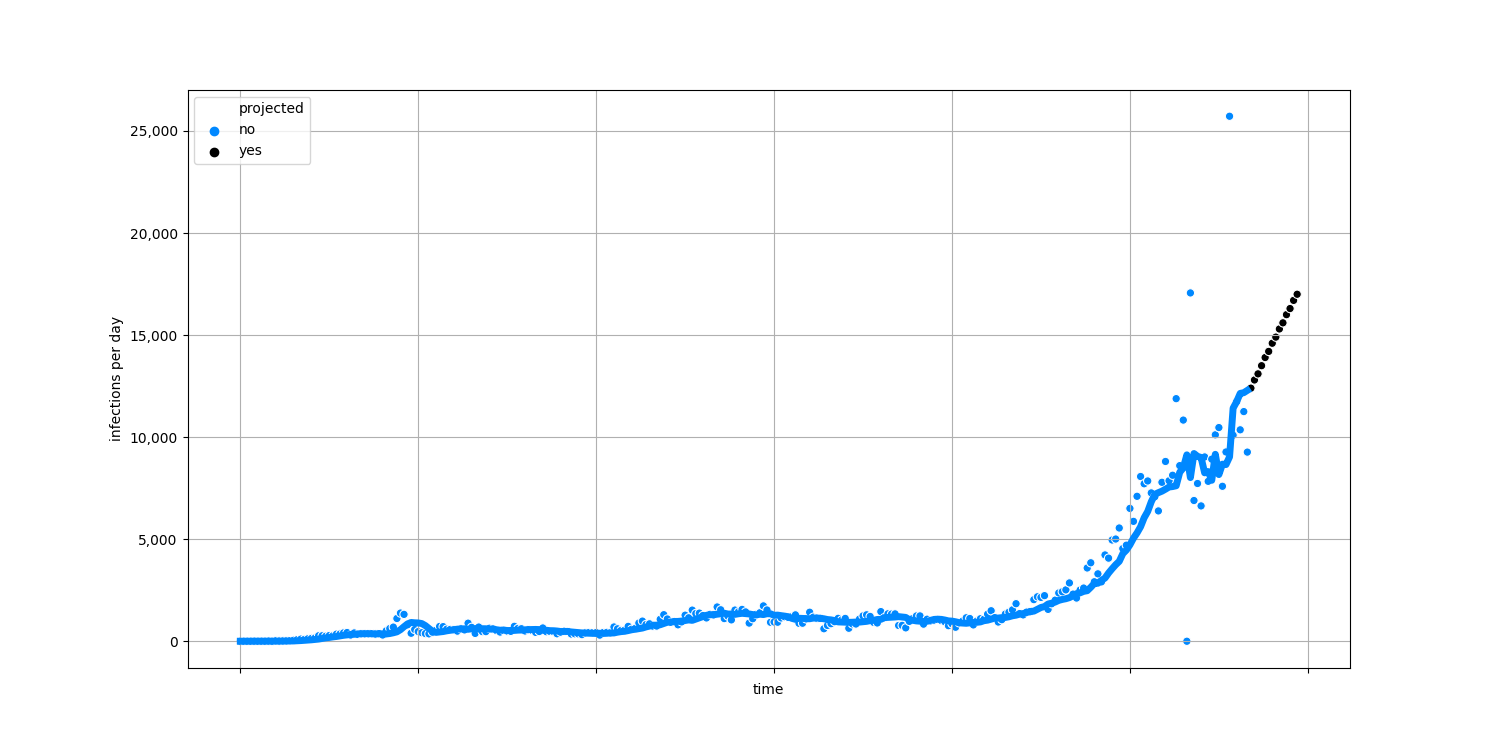 projected
no
yes
25,000
20,000
15,000
10,000
5,000
0
infections per day
time